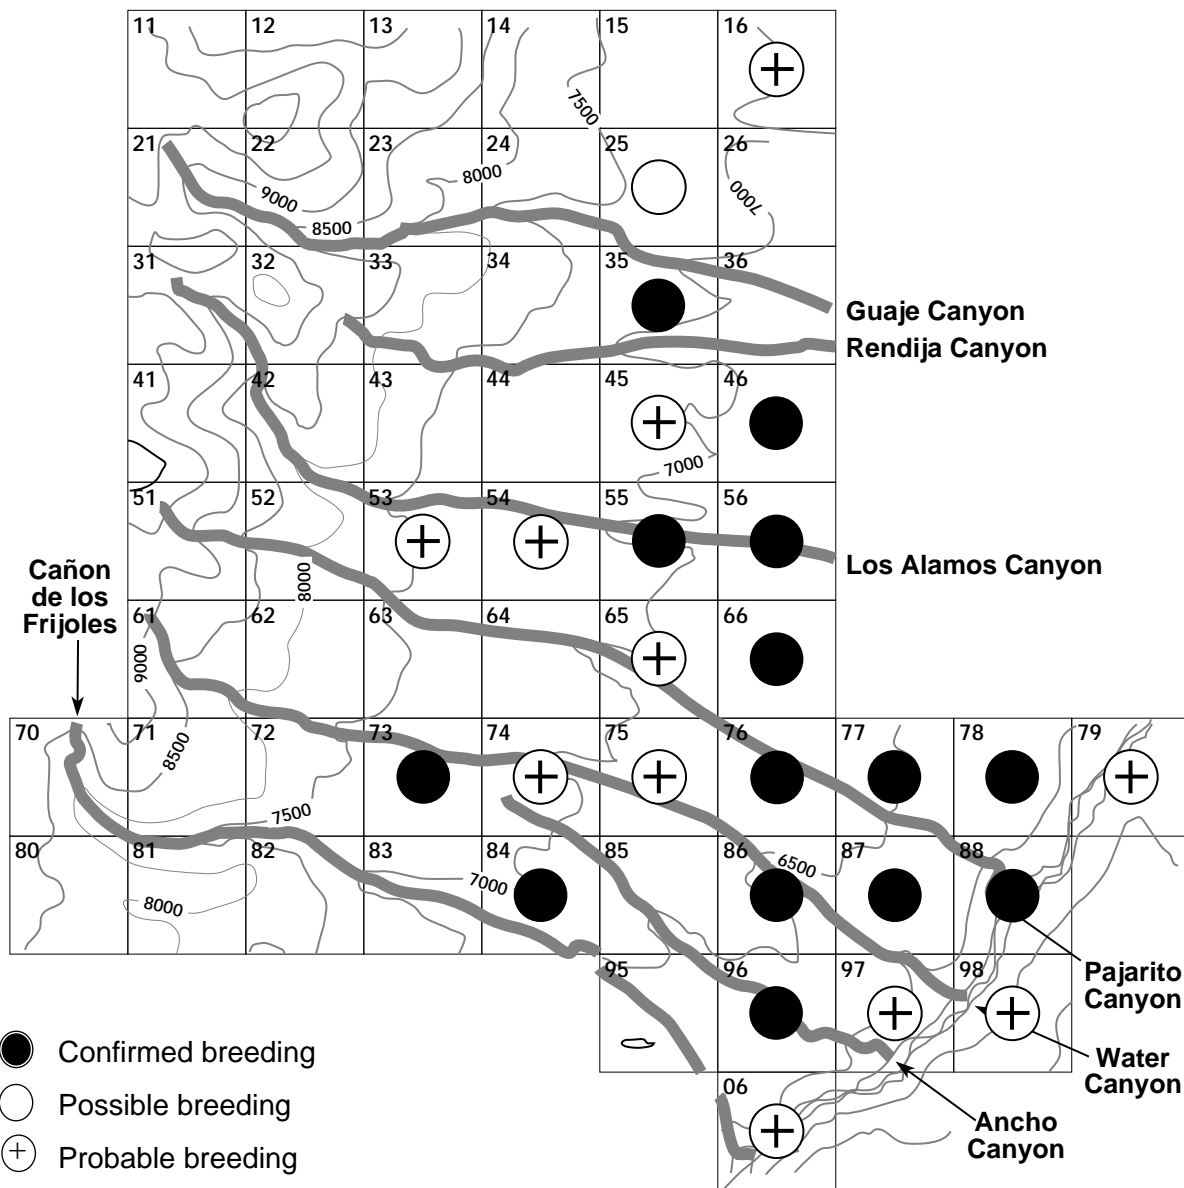 11 12 13 14 15 16
7500
21 22 23 24 25 26
8000
9000
7000
8500
31 32 33 34 35 36
Guaje Canyon
Rendija Canyon
41 42 43 44 45 46
7000
51 52 53 54 55 56
Los Alamos Canyon
Cañon
de los
Frijoles
8000
61 62 63 64 65 66
9000
70 71 72 73 74 75 76 77 78 79
8500
7500
80 81 82 83 84 85 86 87 88
6500
7000
8000
95 96 97 98
Pajarito
Canyon
Water
Canyon
06
Ancho
Canyon
Confirmed breeding
Possible breeding
Probable breeding